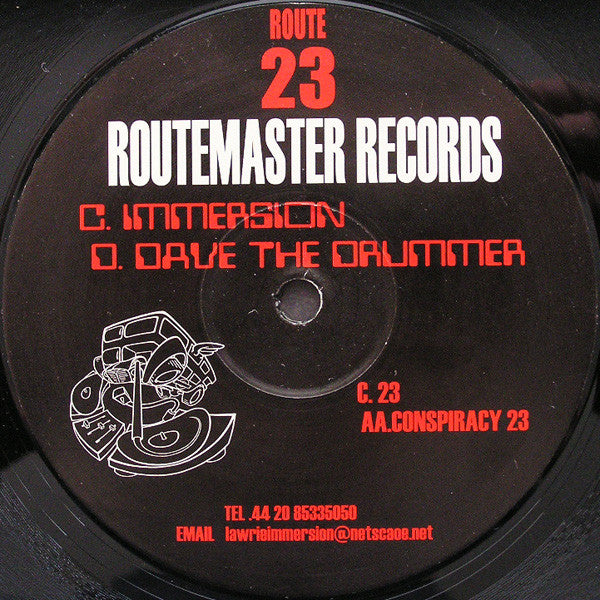 ROUTE
23
ROUTEMASTER RECORDS
C. IMMERSION
D. DAVE THE DRUMMER
C. 23
AA.CONSPIRACY 23
TEL .44 20 85335050
EMAIL lawrieimmersion@netscaoe.net